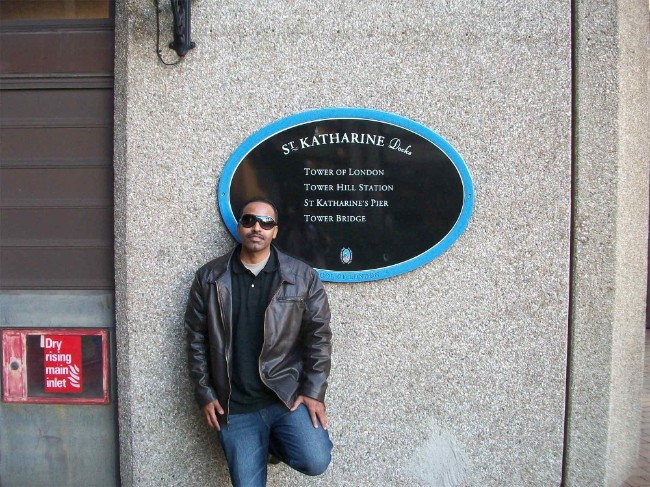 ST. KATHARINE Docks
TOWER OF LONDON
TOWER HILL STATION
ST KATHARINE'S PIER
TOWER BRIDGE
Dry
rising
main
inlet